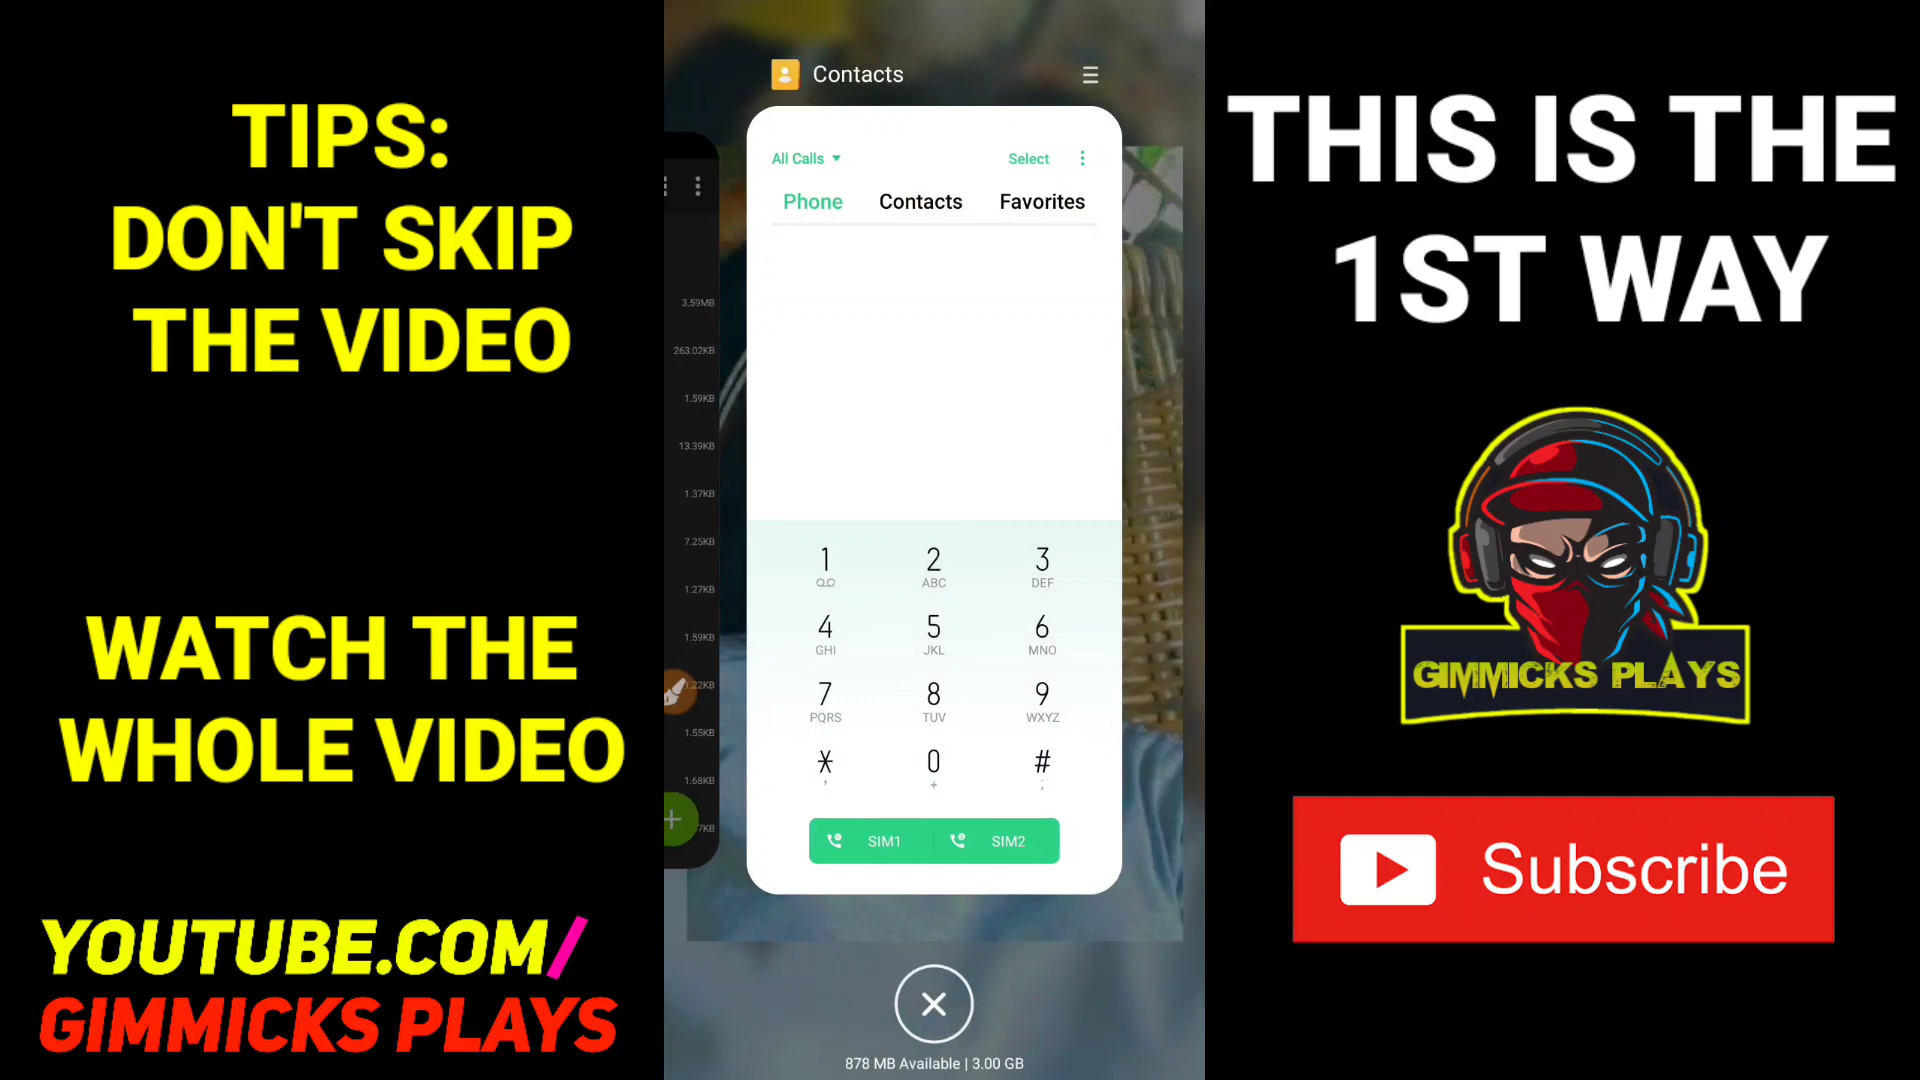 TIPS:
DON'T SKIP
THE VIDEO
WATCH THE
WHOLE VIDEO
YOUTUBE.COM/
GIMMICKS PLAYS
3.59MB
263.02KB
1.59KB
13.39KB
1.37KB
7.25KB
1.27KB
1.59KB
1.22KB
1.55KB
1.68KB
7KB
Contacts
All Calls
Select
Phone Contacts Favorites
1 2 3
ABC DEF
4 5 6
GHI JKL MNO
7 8 9
PQRS TUV WXYZ
* 0 #
, + ;
SIM1 SIM2
878 MB Available | 3.00 GB
THIS IS THE
1ST WAY
GIMMICKS PLAYS
Subscribe